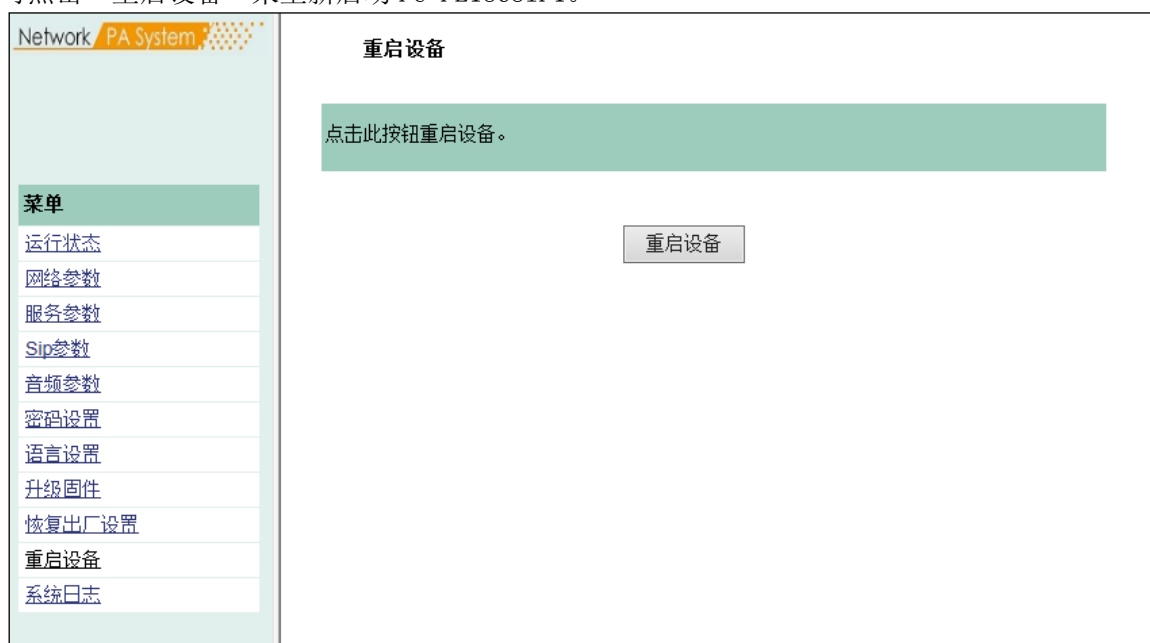 Network PA System
重启设备
点击此按钮重启设备。
重启设备
菜单
运行状态
网络参数
服务参数
Sip参数
音频参数
密码设置
语言设置
升级固件
恢复出厂设置
重启设备
系统日志